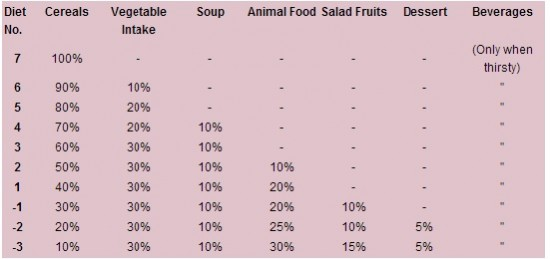 Diet Cereals Vegetable Soup Animal Food Salad Fruits Dessert Beverages
No. Intake
7 100% - - - - - (Only when thirsty)
6 90% 10% - - - - "
5 80% 20% - - - - "
4 70% 20% 10% - - - "
3 60% 30% 10% - - - "
2 50% 30% 10% 10% - - "
1 40% 30% 10% 20% - - "
-1 30% 30% 10% 20% 10% - "
-2 20% 30% 10% 25% 10% 5% "
-3 10% 30% 10% 30% 15% 5% "